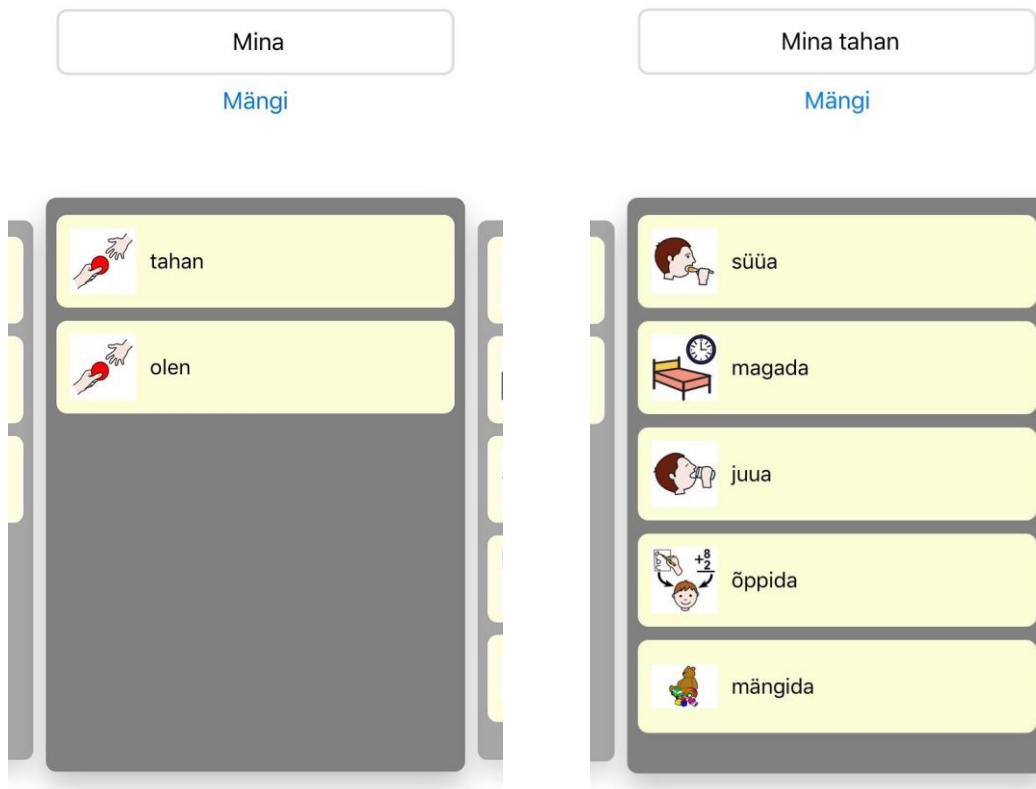 Mina
Mängi
tahan
olen
Mina tahan
Mängi
süüa
magada
juua
+8
2
õppida
mängida